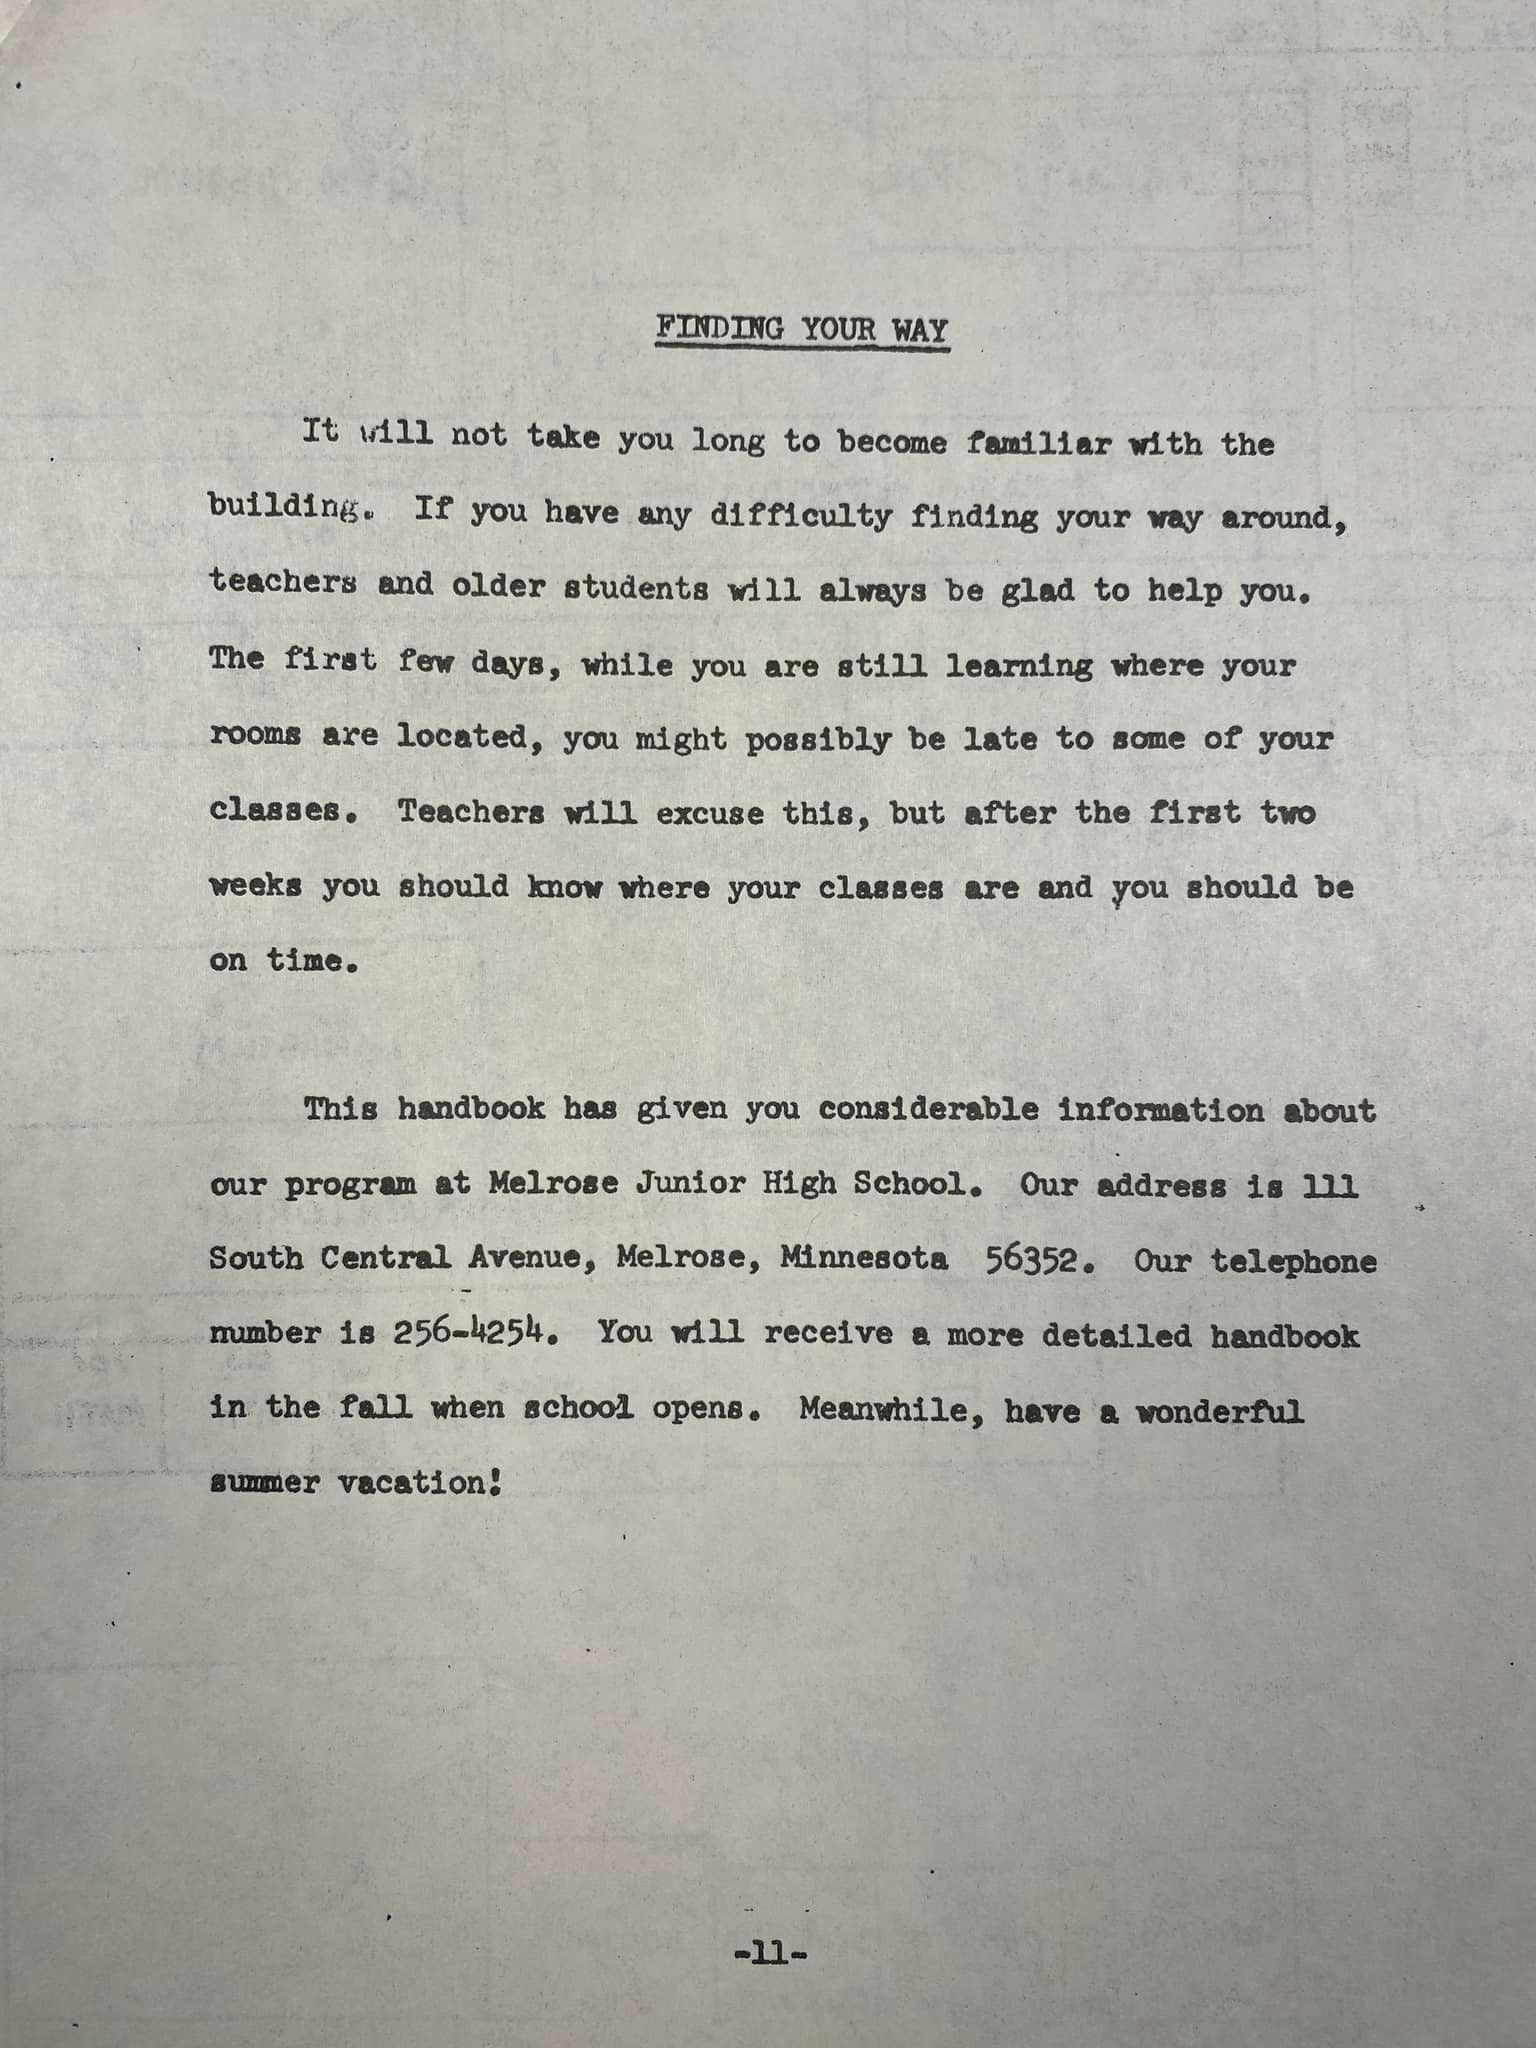 FINDING YOUR WAY
It will not take you long to become familiar with the
building. If you have any difficulty finding your way around,
teachers and older students will always be glad to help you.
The first few days, while you are still learning where your
rooms are located, you might possibly be late to some of your
classes. Teachers will excuse this, but after the first two
weeks you should know where your classes are and you should be
on time.
This handbook has given you considerable information about
our program at Melrose Junior High School. Our address is 111
South Central Avenue, Melrose, Minnesota 56352. Our telephone
number is 256-4254. You will receive a more detailed handbook
in the fall when school opens. Meanwhile, have a wonderful
summer vacation!
-11-